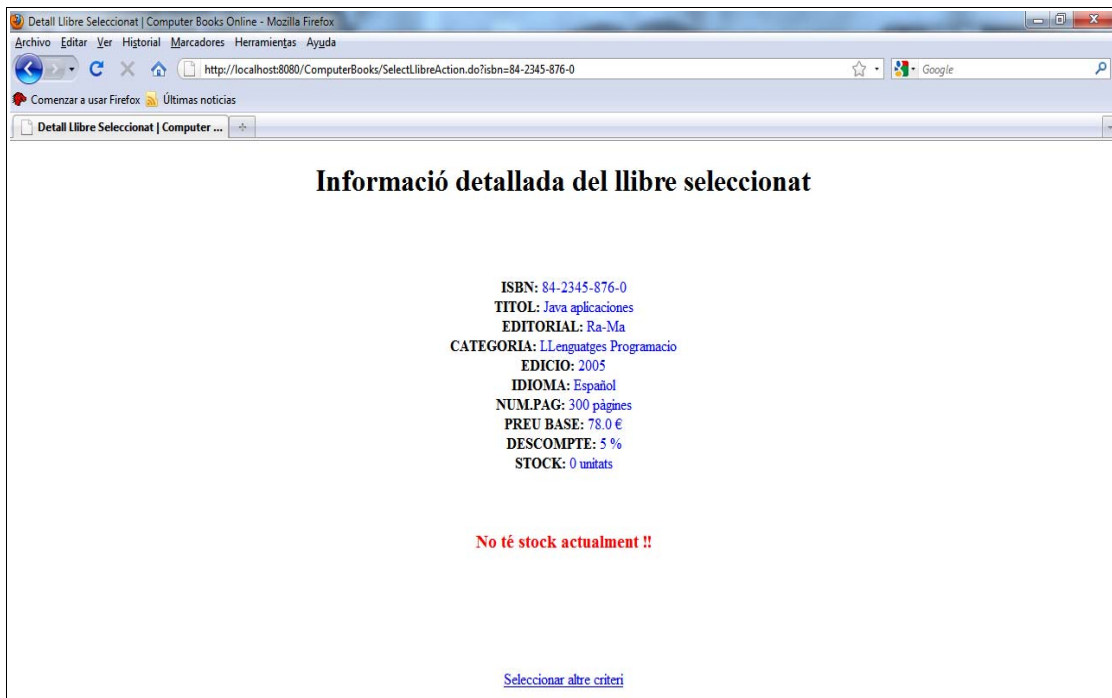 Detall Llibre Seleccionat | Computer Books Online - Mozilla Firefox
Archivo Editar Ver Historial Marcadores Herramientas Ayuda
http://localhost:8080/ComputerBooks/SelectLlibreAction.do?isbn=84-2345-876-0
Google
Comenzar a usar Firefox Últimas noticias
Detall Llibre Seleccionat | Computer ...
Informació detallada del llibre seleccionat
ISBN: 84-2345-876-0
TITOL: Java aplicaciones
EDITORIAL: Ra-Ma
CATEGORIA: LLenguatges Programacio
EDICIO: 2005
IDIOMA: Español
NUM.PAG: 300 pàgines
PREU BASE: 78.0 €
DESCOMPTE: 5 %
STOCK: 0 unitats
No té stock actualment !!
Seleccionar altre criteri